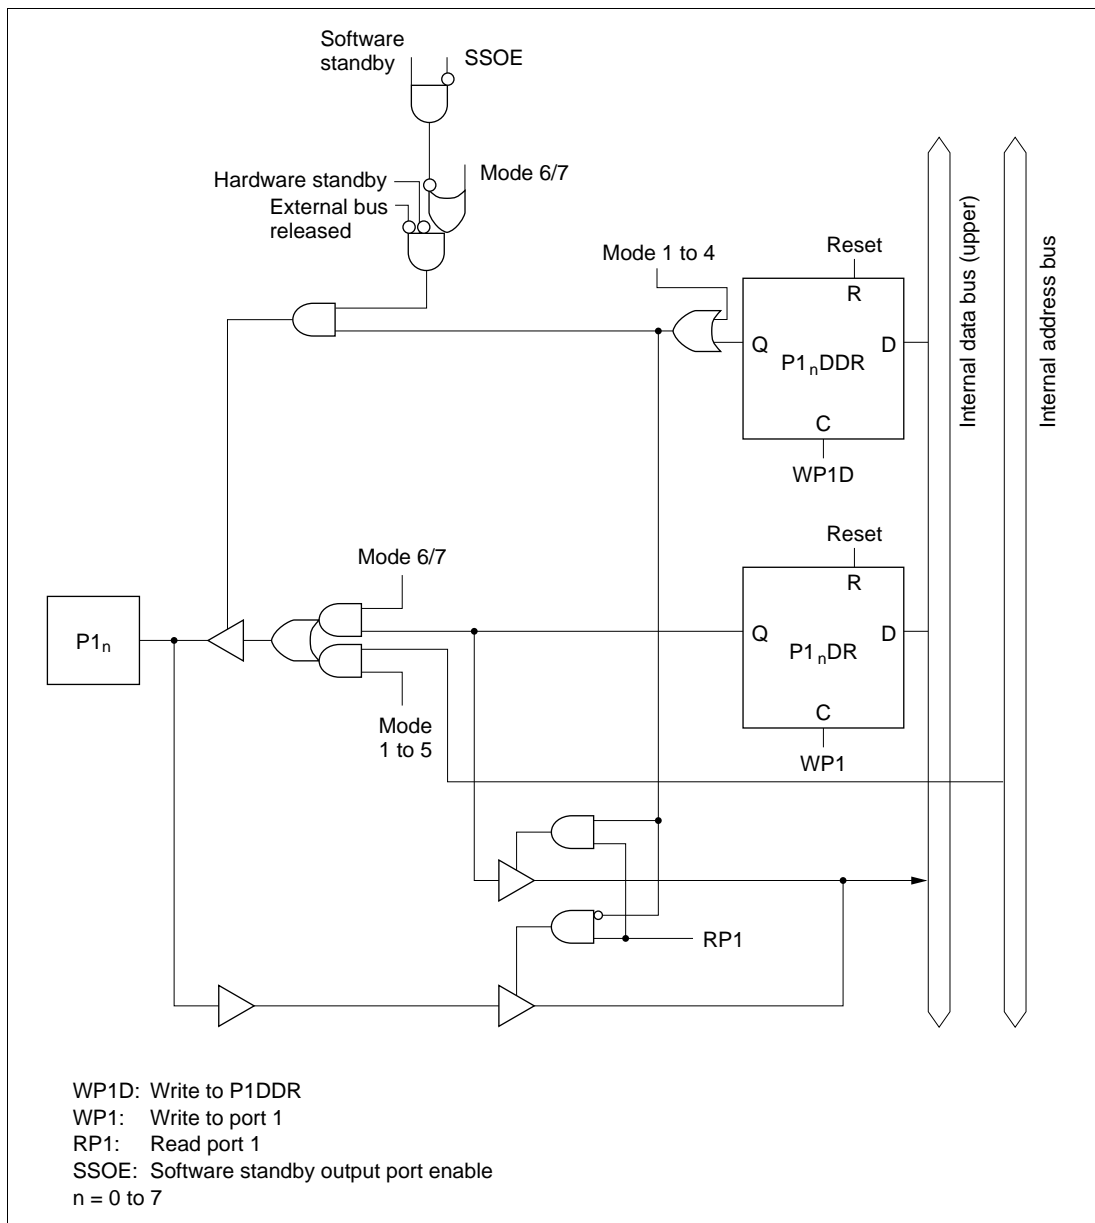 Software
standby
SSOE
Mode 6/7
Hardware standby
External bus
released
Mode 1 to 4
Reset
R
Q
P1nDDR
D
C
WP1D
Internal data bus (upper)
Internal address bus
Reset
R
Q
P1nDR
D
C
WP1
Mode 6/7
P1n
Mode
1 to 5
RP1
WP1D: Write to P1DDR
WP1: Write to port 1
RP1: Read port 1
SSOE: Software standby output port enable
n = 0 to 7